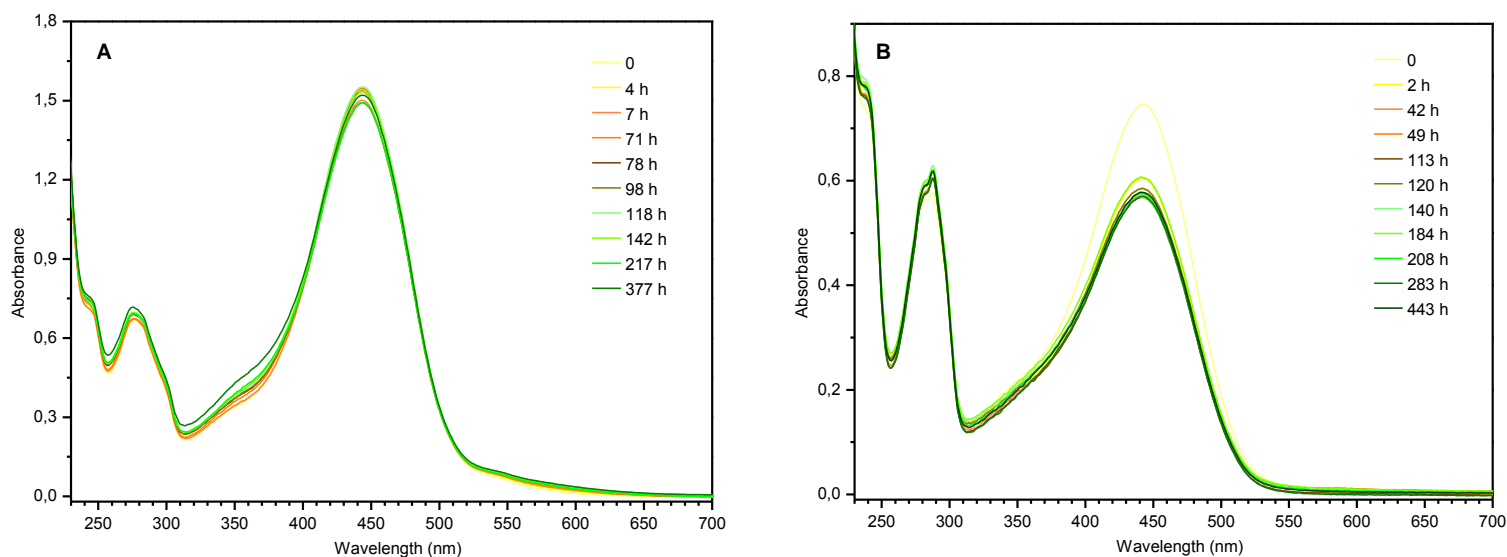 A
1,8
1,5
1,2
0,9
0,6
0,3
0,0
Absorbance
250 300 350 400 450 500 550 600 650 700
Wavelength (nm)
0
4 h
7 h
71 h
78 h
98 h
118 h
142 h
217 h
377 h
B
0,8
0,6
0,4
0,2
0,0
Absorbance
250 300 350 400 450 500 550 600 650 700
Wavelength (nm)
0
2 h
42 h
49 h
113 h
120 h
140 h
184 h
208 h
283 h
443 h